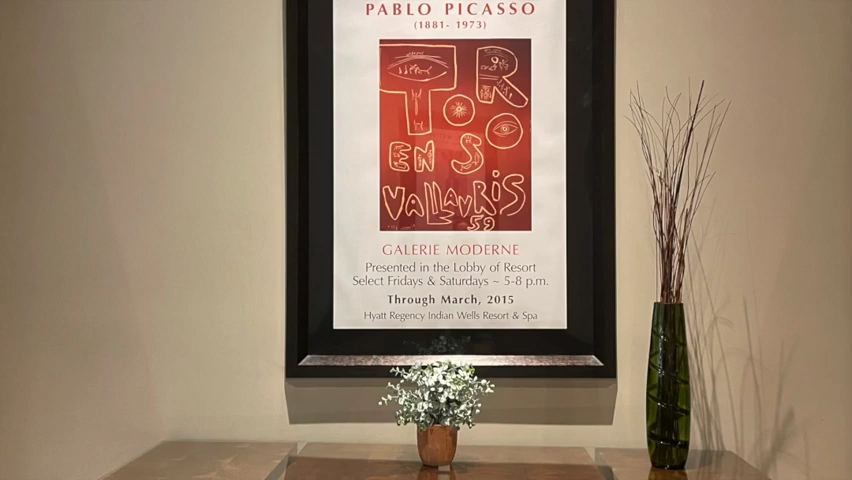 PABLO PICASSO
(1881- 1973)
TOROS
EN
VALLAURIS
59
GALERIE MODERNE
Presented in the Lobby of Resort
Select Fridays & Saturdays ~ 5-8 p.m.
Through March, 2015
Hyatt Regency Indian Wells Resort & Spa